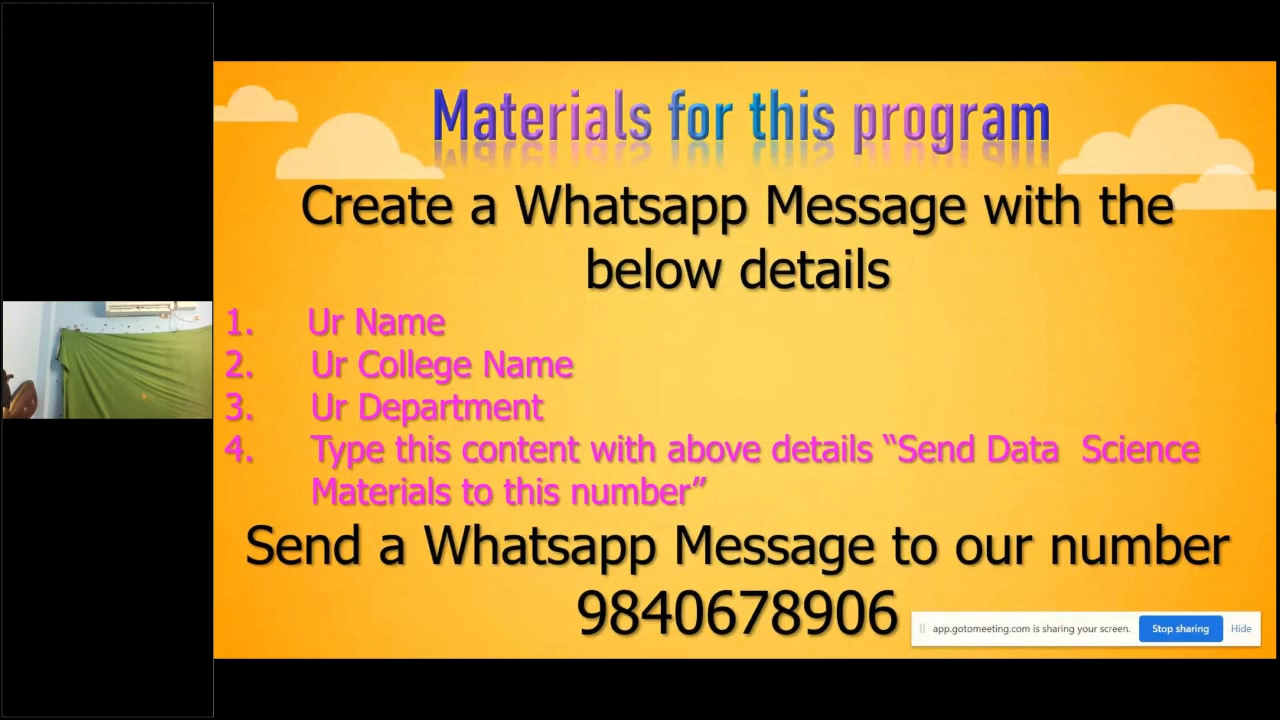 Materials for this program
Create a Whatsapp Message with the
below details
1. Ur Name
2. Ur College Name
3. Ur Department
4. Type this content with above details “Send Data Science
Materials to this number”
Send a Whatsapp Message to our number
9840678906
app.gotomeeting.com is sharing your screen. Stop sharing Hide